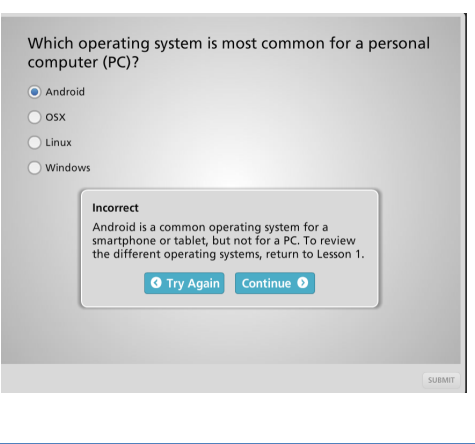 Which operating system is most common for a personal
computer (PC)?
Android
OSX
Linux
Windows
Incorrect
Android is a common operating system for a
smartphone or tablet, but not for a PC. To review
the different operating systems, return to Lesson 1.
Try Again
Continue
SUBMIT